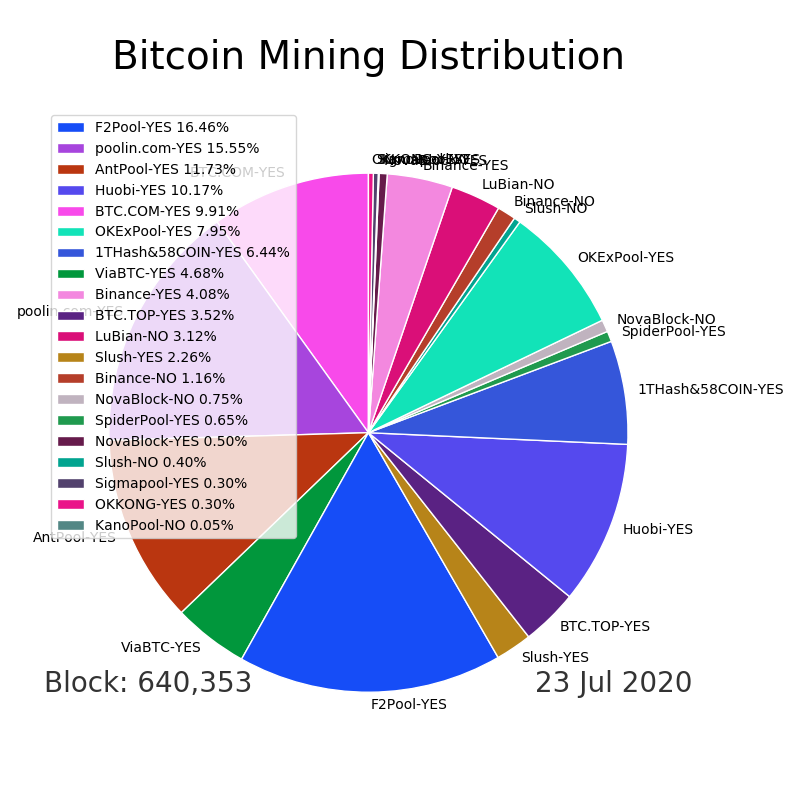 Bitcoin Mining Distribution
F2Pool-YES 16.46%
poolin.com-YES 15.55%
AntPool-YES 11.73%
Huobi-YES 10.17%
BTC.COM-YES 9.91%
OKExPool-YES 7.95%
1THash&58COIN-YES 6.44%
ViaBTC-YES 4.68%
Binance-YES 4.08%
BTC.TOP-YES 3.52%
LuBian-NO 3.12%
Slush-YES 2.26%
Binance-NO 1.16%
NovaBlock-NO 0.75%
SpiderPool-YES 0.65%
NovaBlock-YES 0.50%
Slush-NO 0.40%
Sigmapool-YES 0.30%
OKKONG-YES 0.30%
KanoPool-NO 0.05%
BTC.COM-YES
poolin.com-YES
AntPool-YES
ViaBTC-YES
F2Pool-YES
Slush-YES
BTC.TOP-YES
Huobi-YES
1THash&58COIN-YES
SpiderPool-YES
NovaBlock-NO
OKExPool-YES
Slush-NO
Binance-NO
LuBian-NO
Binance-YES
Block: 640,353
23 Jul 2020